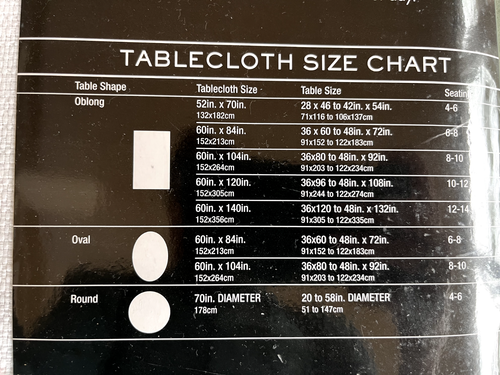 day.
TABLECLOTH SIZE CHART
Table Shape Tablecloth Size Table Size Seatin
Oblong 52in. x 70in. 28 x 46 to 42in. x 54in. 4-6
132x182cm 71x116 to 106x137cm
60in. x 84in. 36 x 60 to 48in. x 72in. 6-8
152x213cm 91x152 to 122x183cm
60in. x 104in. 36x80 to 48in. x 92in. 8-10
152x264cm 91x203 to 122x234cm
60in. x 120in. 36x96 to 48in. x 108in. 10-12
152x305cm 91x244 to 122x274cm
60in. x 140in. 36x120 to 48in. x 132in. 12-14
152x356cm 91x305 to 122x335cm
Oval 60in. x 84in. 36x60 to 48in. x 72in. 6-8
152x213cm 91x152 to 122x183cm
60in. x 104in. 36x80 to 48in. x 92in. 8-10
152x264cm 91x203 to 122x234cm
Round 70in. DIAMETER 20 to 58in. DIAMETER 4-6
178cm 51 to 147cm